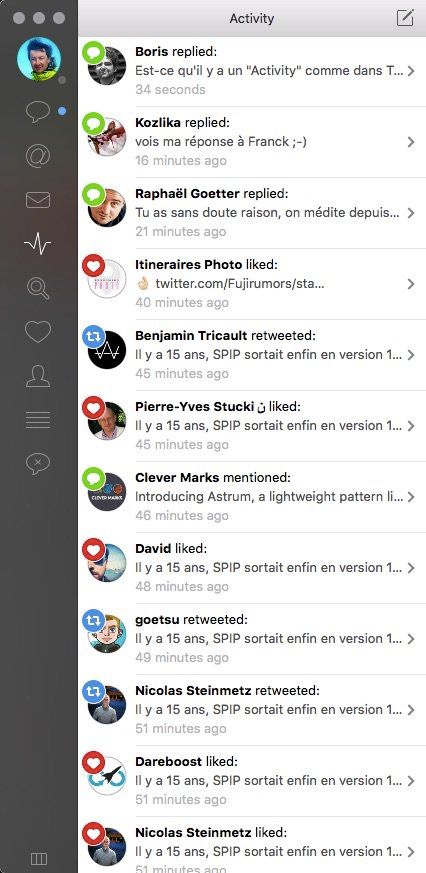 Activity
Boris replied:
Est-ce qu'il y a un "Activity" comme dans T...
34 seconds
Kozlika replied:
vois ma réponse à Franck ;-)
16 minutes ago
Raphaël Goetter replied:
Tu as sans doute raison, on médite depuis...
21 minutes ago
Itineraires Photo liked:
👌🏻 twitter.com/Fujirumors/sta...
40 minutes ago
Benjamin Tricault retweeted:
Il y a 15 ans, SPIP sortait enfin en version 1...
45 minutes ago
Pierre-Yves Stucki ن liked:
Il y a 15 ans, SPIP sortait enfin en version 1...
45 minutes ago
Clever Marks mentioned:
CLEVER MARKS
Introducing Astrum, a lightweight pattern li...
46 minutes ago
David liked:
Il y a 15 ans, SPIP sortait enfin en version 1...
48 minutes ago
goetsu retweeted:
Il y a 15 ans, SPIP sortait enfin en version 1...
49 minutes ago
Nicolas Steinmetz retweeted:
Il y a 15 ans, SPIP sortait enfin en version 1...
51 minutes ago
Dareboost liked:
Il y a 15 ans, SPIP sortait enfin en version 1...
51 minutes ago
Nicolas Steinmetz liked:
Il y a 15 ans, SPIP sortait enfin en version 1...
51 minutes ago